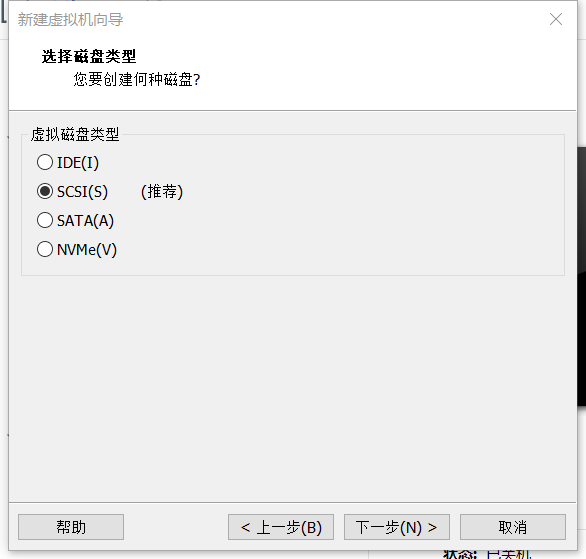 新建虚拟机向导
选择磁盘类型
您要创建何种磁盘?
虚拟磁盘类型
IDE(I)
SCSI(S) (推荐)
SATA(A)
NVMe(V)
帮助 < 上一步(B) 下一步(N) > 取消
状态: 已关机